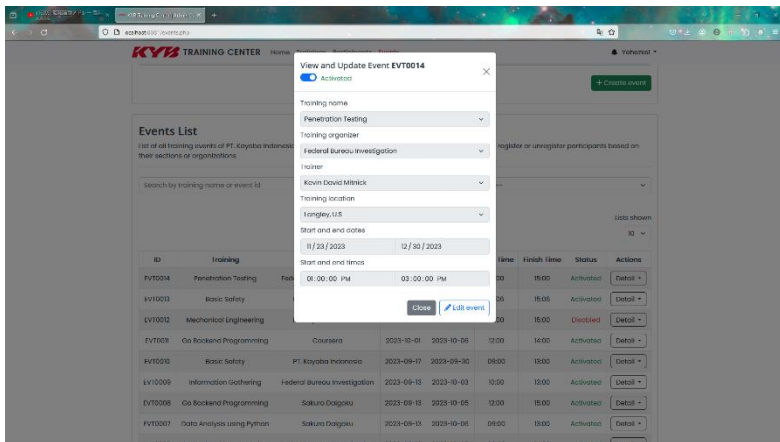 KYB TRAINING CENTER Home
View and Update Event EVT0014
Activated
+ Create event
Training name
Penetration Testing
Events List
Training organizer
List of all training events of PT. Kayaba Indonesia
register or unregister participants based on
Federal Bureau Investigation
their sections or organizations
Trainer
Search by training name or event id
Kevin David Mitnick
Training location
Langley, U.S
Lists shown
10
Start and end dates
11/23/2023 12/30/2023
Start and end times
ID Training Time Finish Time Status Actions
01:00:00 PM 03:00:00 PM
EVT0014 Penetration Testing 15:00 Activated Detail
EVT0013 Basic Safety Activated Detail
Close Edit event
EVT0012 Mechanical Engineering 15:00 Disabled Detail
EVT0011 Go Backend Programming Coursera 2023-10-01 2023-10-06 12:00 14:00 Activated Detail
EVT0010 Basic Safety PT. Kayaba Indonesia 2023-09-17 2023-09-30 09:00 13:00 Activated Detail
EVT0009 Information Gathering Federal Bureau Investigation 2023-09-13 2023-10-03 10:00 13:00 Activated Detail
EVT0008 Go Backend Programming Sakura Daigaku 2023-09-13 2023-10-05 12:00 15:00 Activated Detail
EVT0007 Data Analysis using Python Sakura Daigaku 2023-09-13 2023-10-06 09:00 13:00 Activated Detail